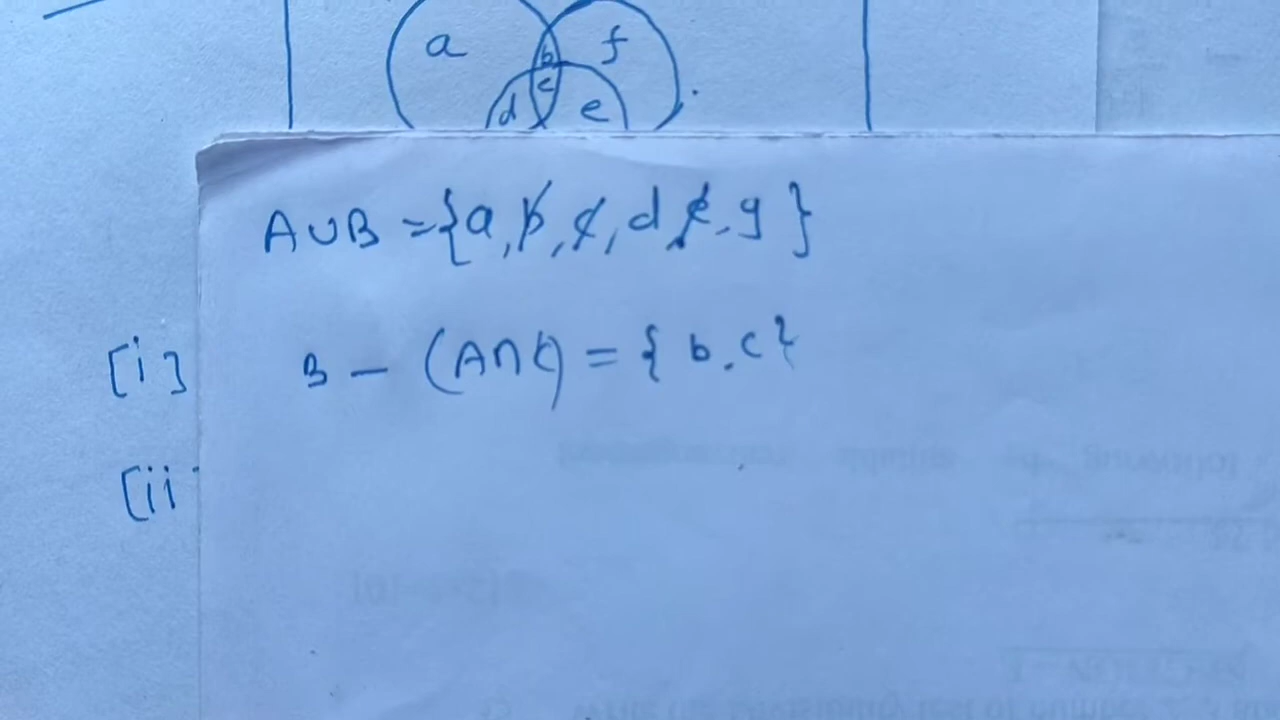 a b f
c
d e
A∪B = {a, b, c, d e, g }
[i] B – (A∩C) = { b, c}
[ii